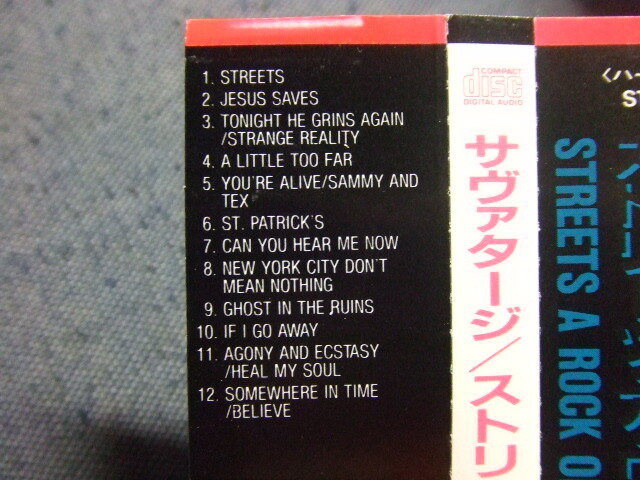 1. STREETS
2. JESUS SAVES
3. TONIGHT HE GRINS AGAIN
/STRANGE REALITY
4. A LITTLE TOO FAR
5. YOU'RE ALIVE/SAMMY AND
TEX
6. ST. PATRICK'S
7. CAN YOU HEAR ME NOW
8. NEW YORK CITY DON'T
MEAN NOTHING
9. GHOST IN THE RUINS
10. IF I GO AWAY
11. AGONY AND ECSTASY
/HEAL MY SOUL
12. SOMEWHERE IN TIME
/BELIEVE
COMPACT
disc
DIGITAL AUDIO
サヴァタージ/ストリ
STREETS A ROCK O